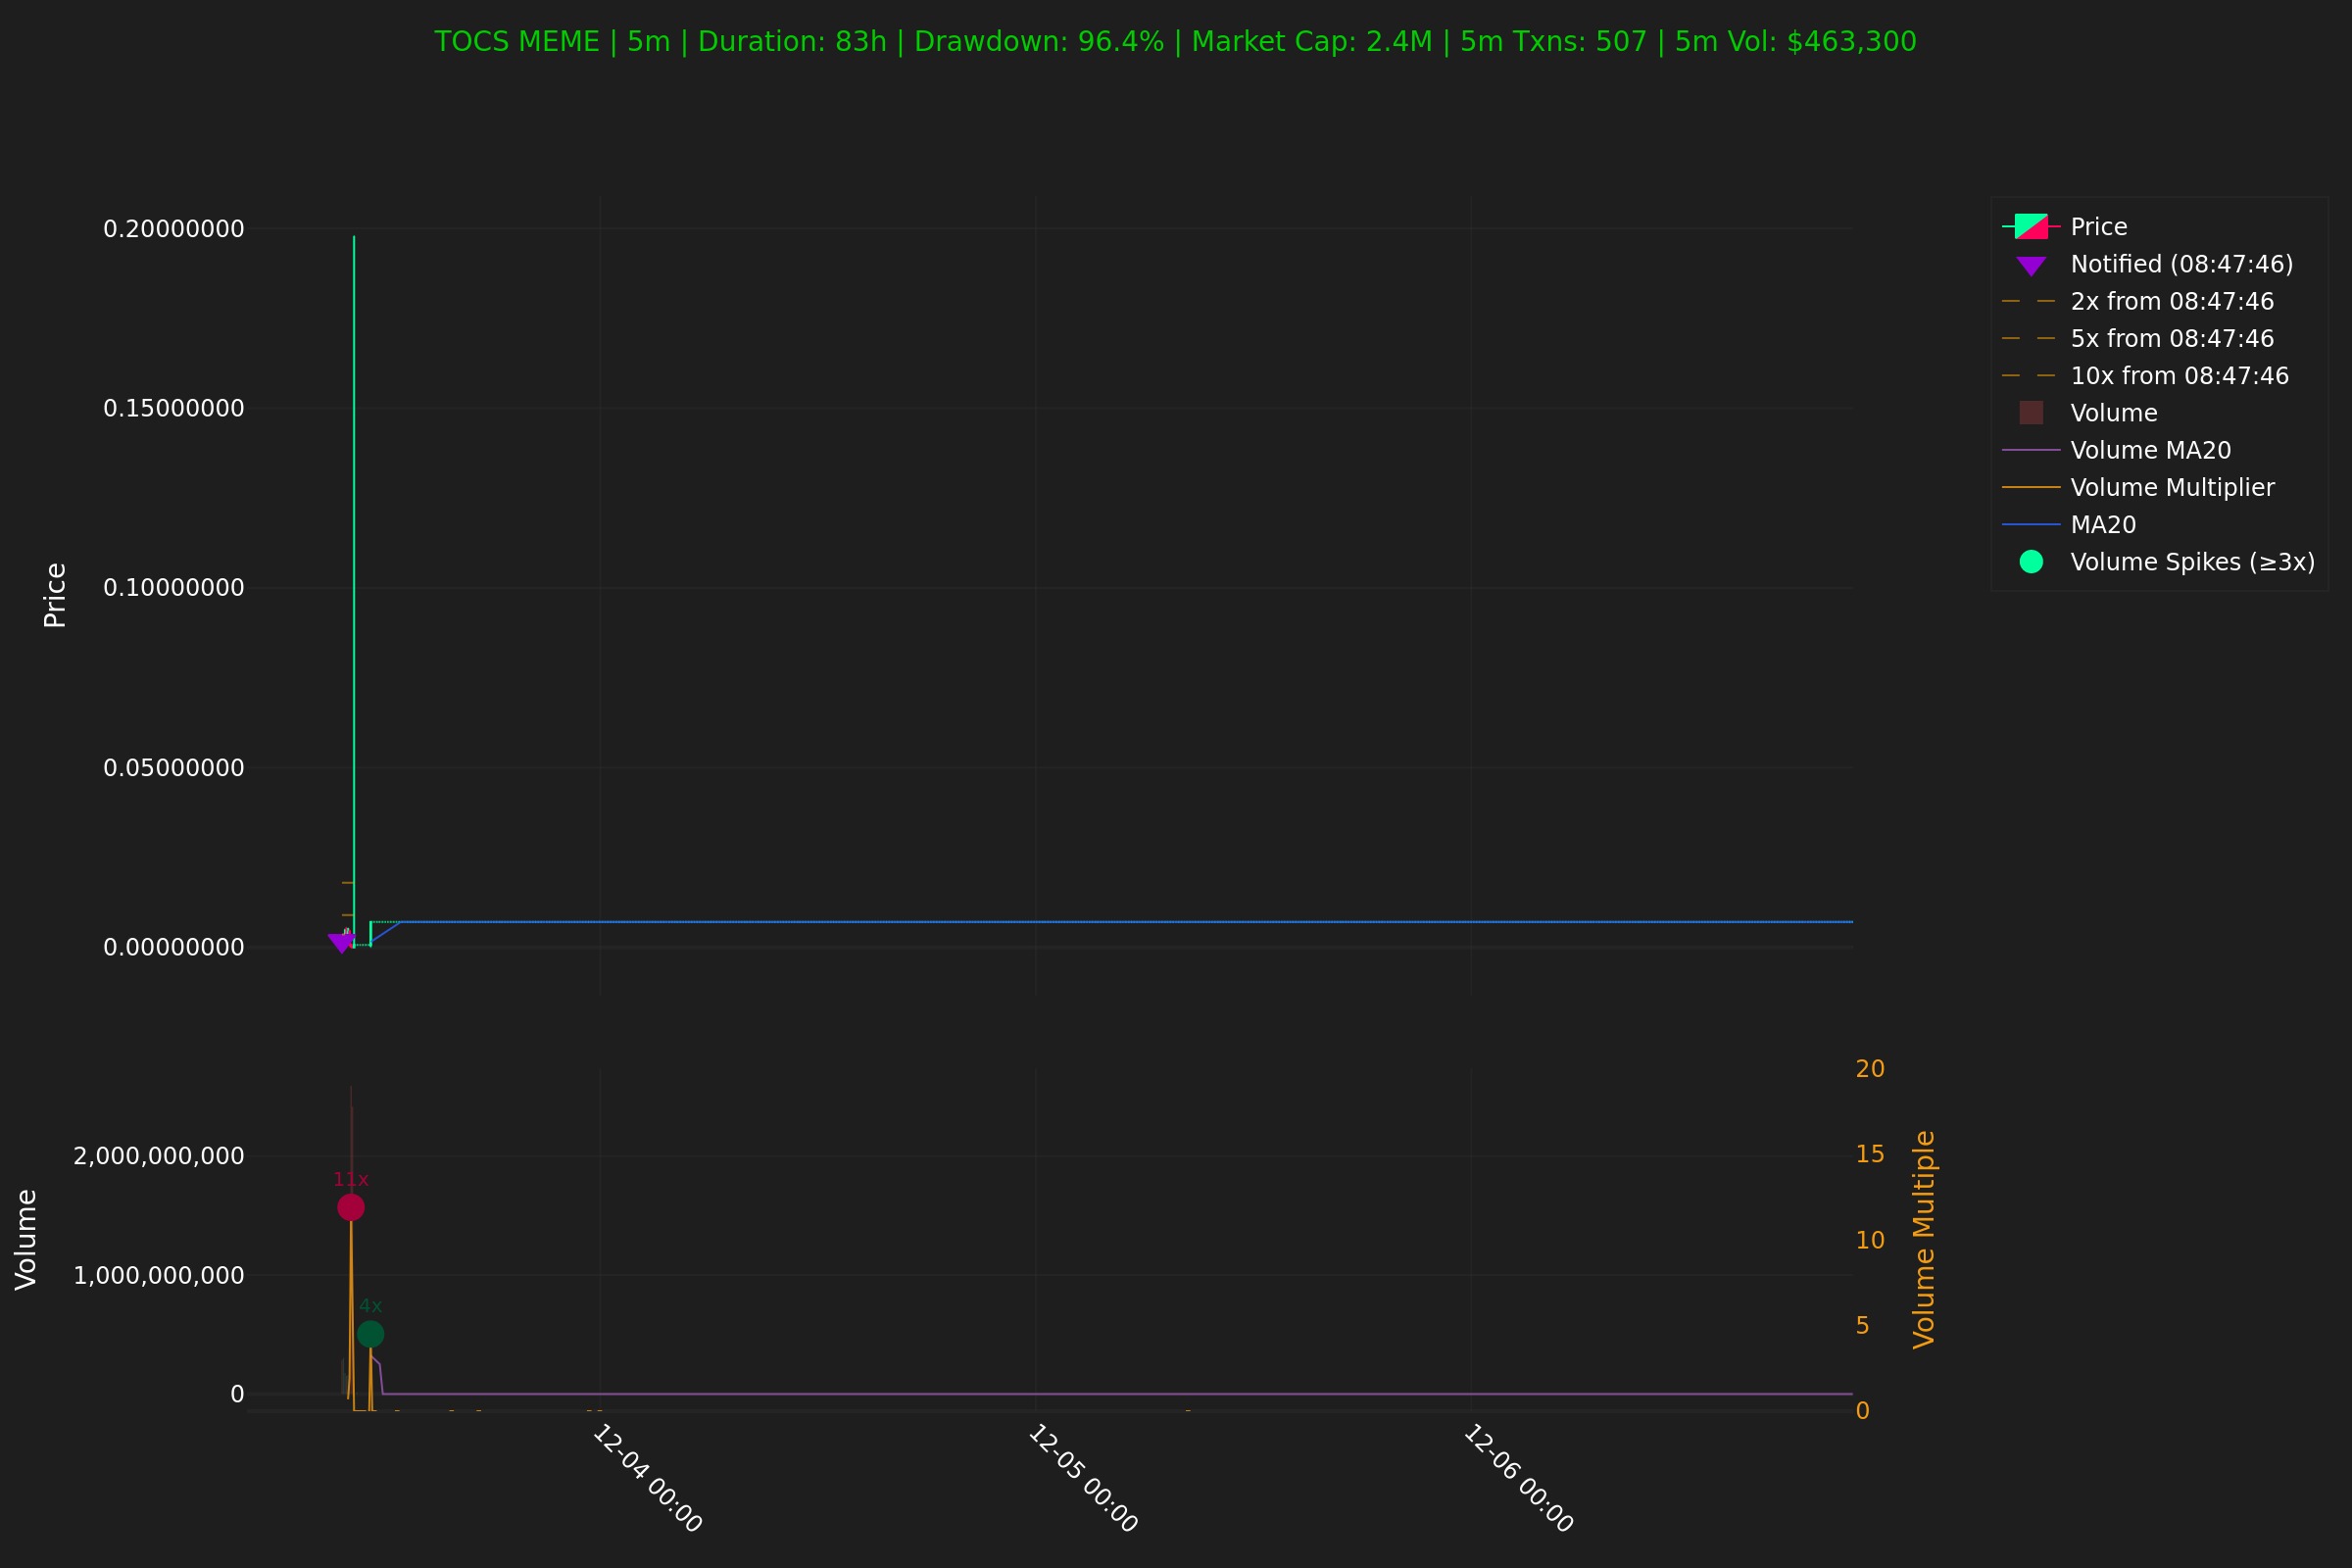 TOCS MEME | 5m | Duration: 83h | Drawdown: 96.4% | Market Cap: 2.4M | 5m Txns: 507 | 5m Vol: $463,300
Price
0.20000000
0.15000000
0.10000000
0.05000000
0.00000000
Price
Notified (08:47:46)
2x from 08:47:46
5x from 08:47:46
10x from 08:47:46
Volume
Volume MA20
Volume Multiplier
MA20
Volume Spikes (≥3x)
Volume
2,000,000,000
1,000,000,000
0
11x
4x
20
15
10
5
0
Volume Multiple
12-04 00:00
12-05 00:00
12-06 00:00